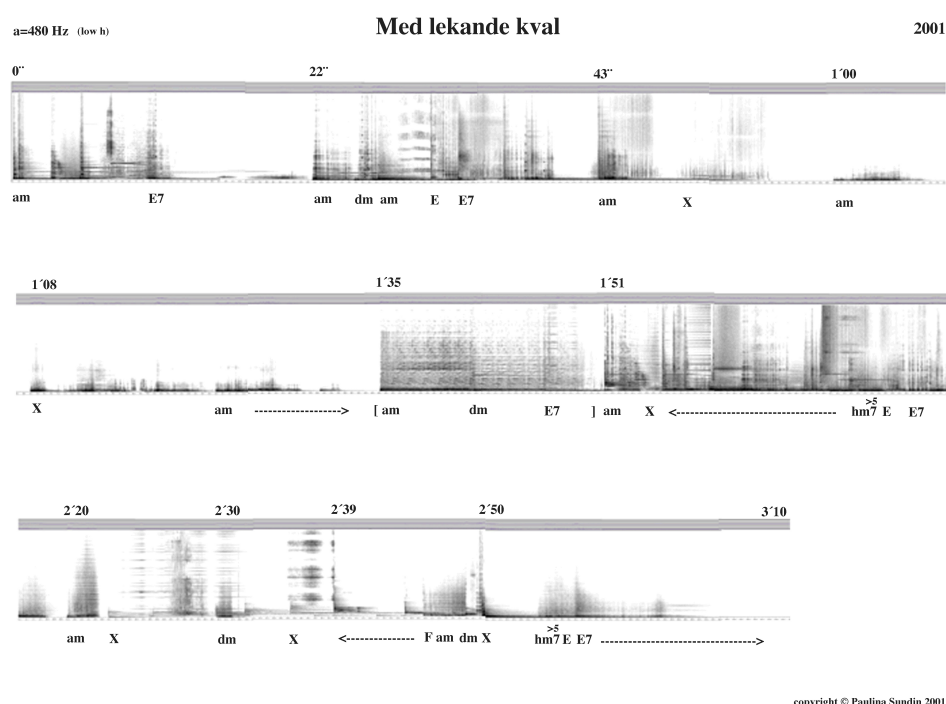 a=480 Hz (low h) Med lekande kval 2001
0¨ 22¨ 43¨ 1´00
am E7 am dm am E E7 am X am
1´08 1´35 1´51
X am --------------------> [ am dm E7 ] am X <-------------------------------------- hm7 >5 E E7
2´20 2´30 2´39 2´50 3´10
am X dm X <---------------- F am dm X hm7 >5 E E7 ------------------------------------>
copyright © Paulina Sundin 2001